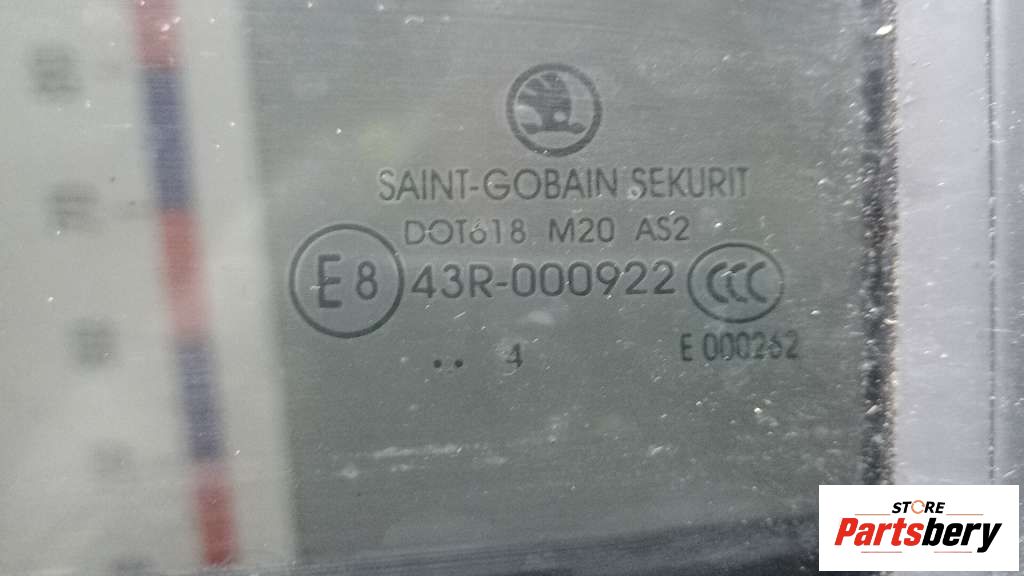 SAINT-GOBAIN SEKURIT
DOT618 M20 AS2
E8 43R-000922 CCC
.. 4 E 000262
STORE
Partsbery